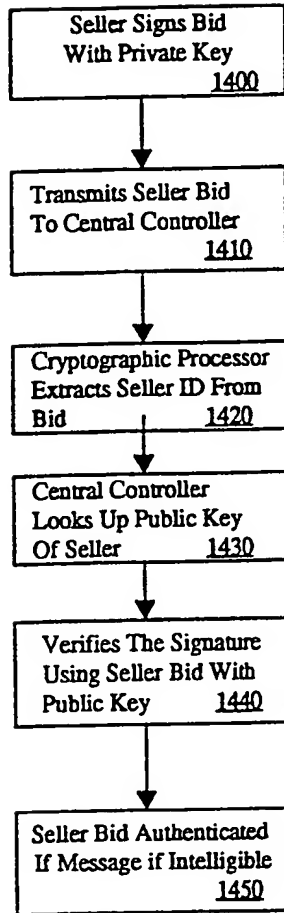 Seller Signs Bid
With Private Key
1400
Transmits Seller Bid
To Central Controller
1410
Cryptographic Processor
Extracts Seller ID From
Bid 1420
Central Controller
Looks Up Public Key
Of Seller 1430
Verifies The Signature
Using Seller Bid With
Public Key 1440
Seller Bid Authenticated
If Message if Intelligible
1450